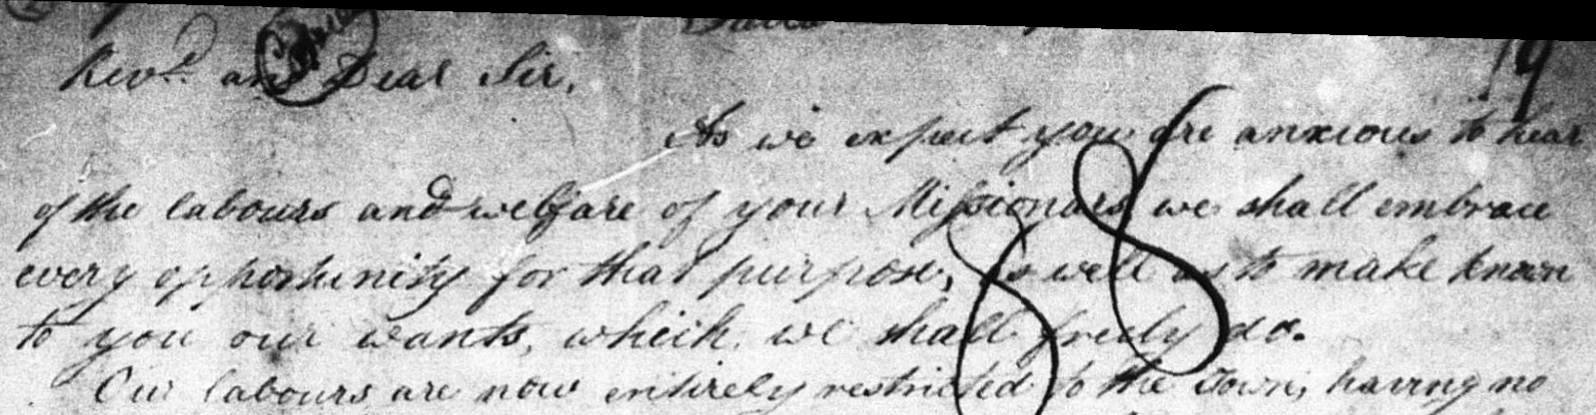 Revd. and Dear Sir,
As we expect you are anxious to hear
of the labours and welfare of your Missionars we shall embrace
every opportunity for that purpose, as well as to make known
to you our wants, which we shall freely do.
Our labours are now entirely restricted to the Town, having no